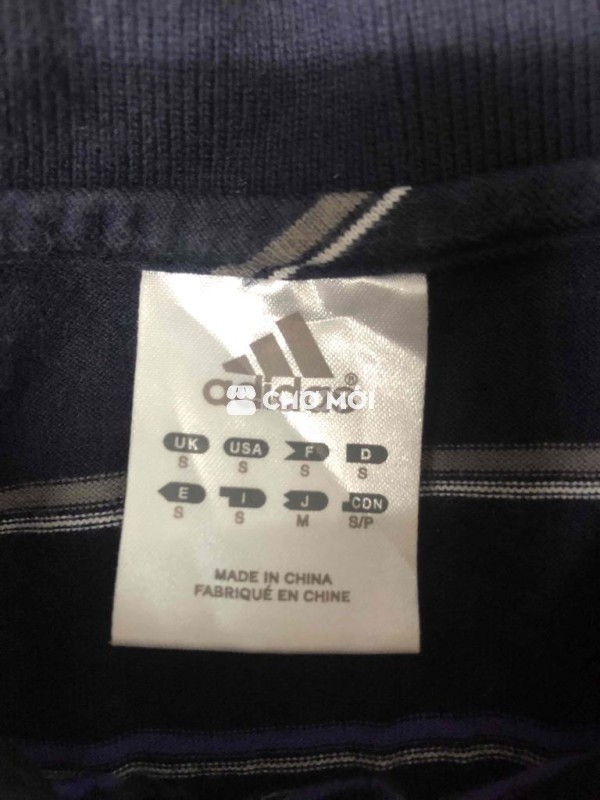 adidas®
CHỢ MỚI
UK USA F D
S S S S
E I J CDN
S S M S/P
MADE IN CHINA
FABRIQUÉ EN CHINE